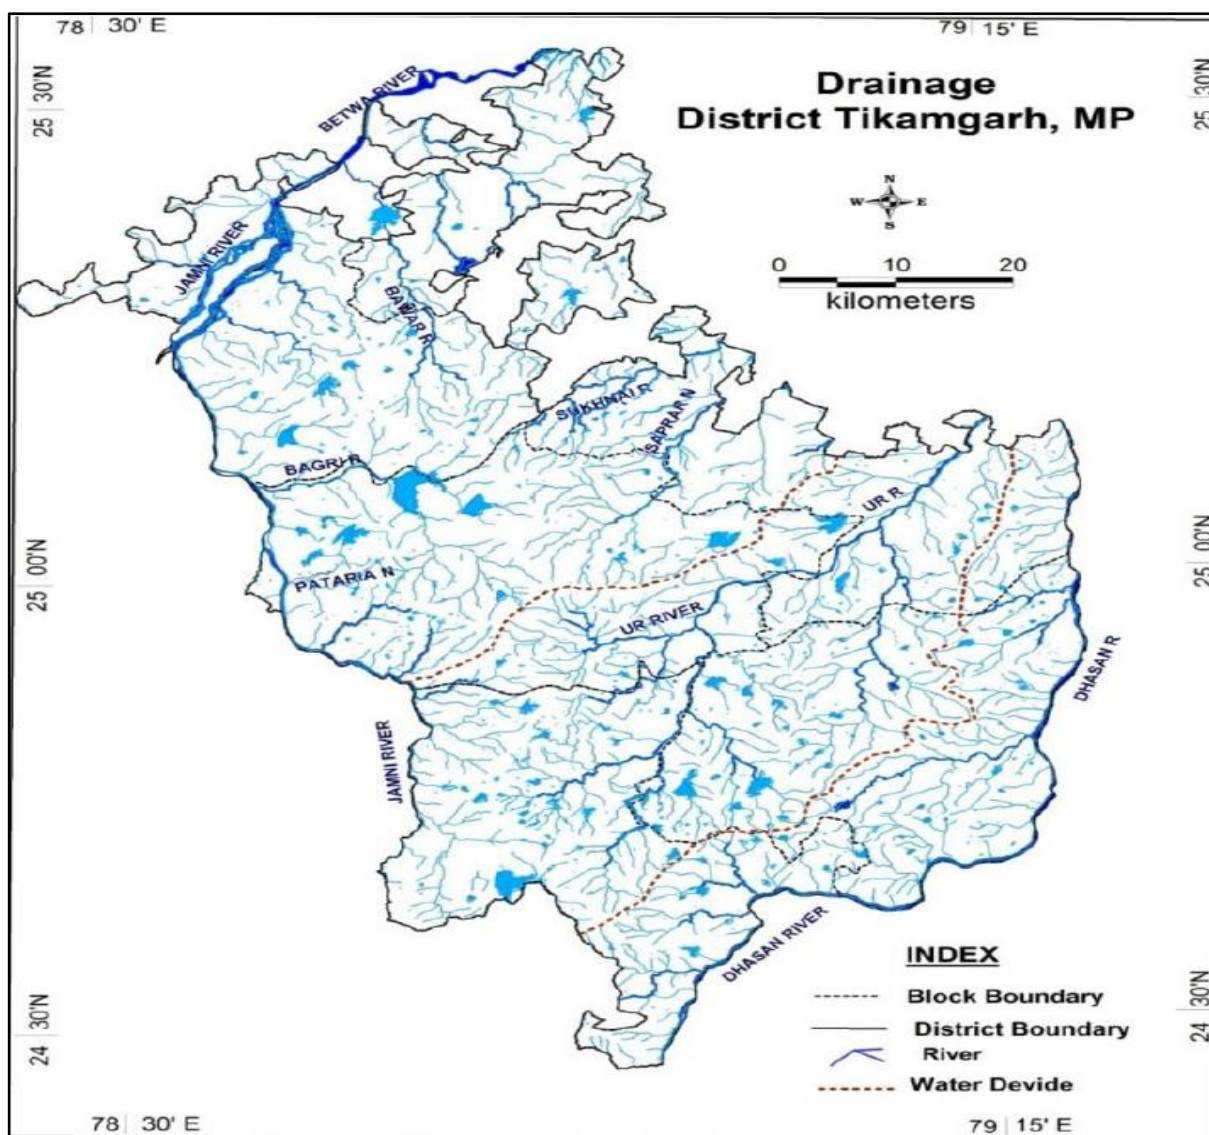 78 30' E
79 15' E
25 30'N
25 30'N
Drainage
District Tikamgarh, MP
N
W E
S
0 10 20
kilometers
BETWA RIVER
JAMNI RIVER
BAWAR R
SUKHNAI R
SAPRAR N
BAGRI R
UR R
25 00'N
25 00'N
PATARIA N
UR RIVER
DHASAN R
JAMNI RIVER
DHASAN RIVER
INDEX
Block Boundary
District Boundary
River
Water Devide
24 30'N
24 30'N
78 30' E
79 15' E